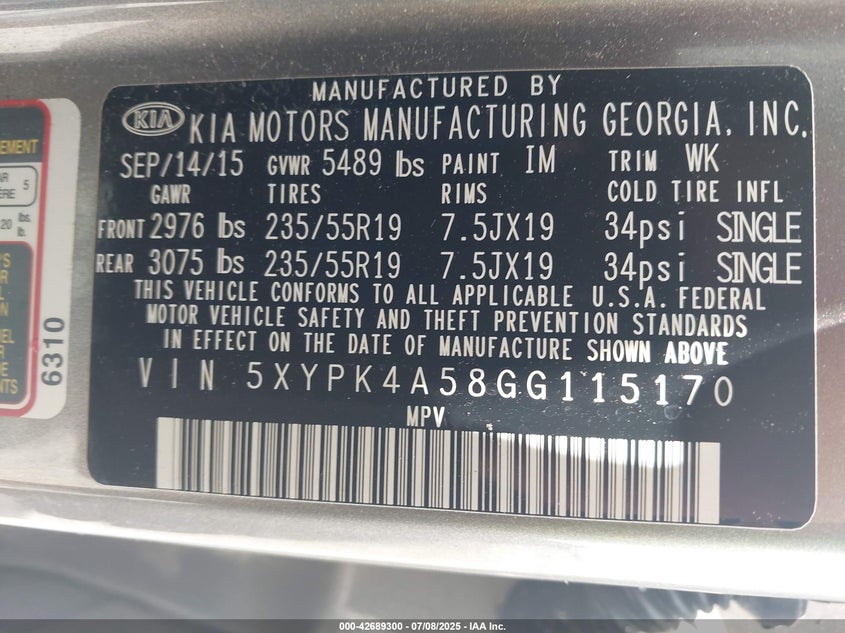 MANUFACTURED BY
KIA KIA MOTORS MANUFACTURING GEORGIA, INC.
SEP/14/15 GVWR 5489 lbs PAINT IM TRIM WK
GAWR TIRES RIMS COLD TIRE INFL
FRONT 2976 lbs 235/55R19 7.5JX19 34psi SINGLE
REAR 3075 lbs 235/55R19 7.5JX19 34psi SINGLE
THIS VEHICLE CONFORMS TO ALL APPLICABLE U.S.A. FEDERAL
MOTOR VEHICLE SAFETY AND THEFT PREVENTION STANDARDS
IN EFFECT ON THE DATE OF MANUFACTURE SHOWN ABOVE
VIN 5XYPK4A58GG115170
MPV
5
lbs.
6310
000-42689300 | 07/08/2025 - IAA Inc.